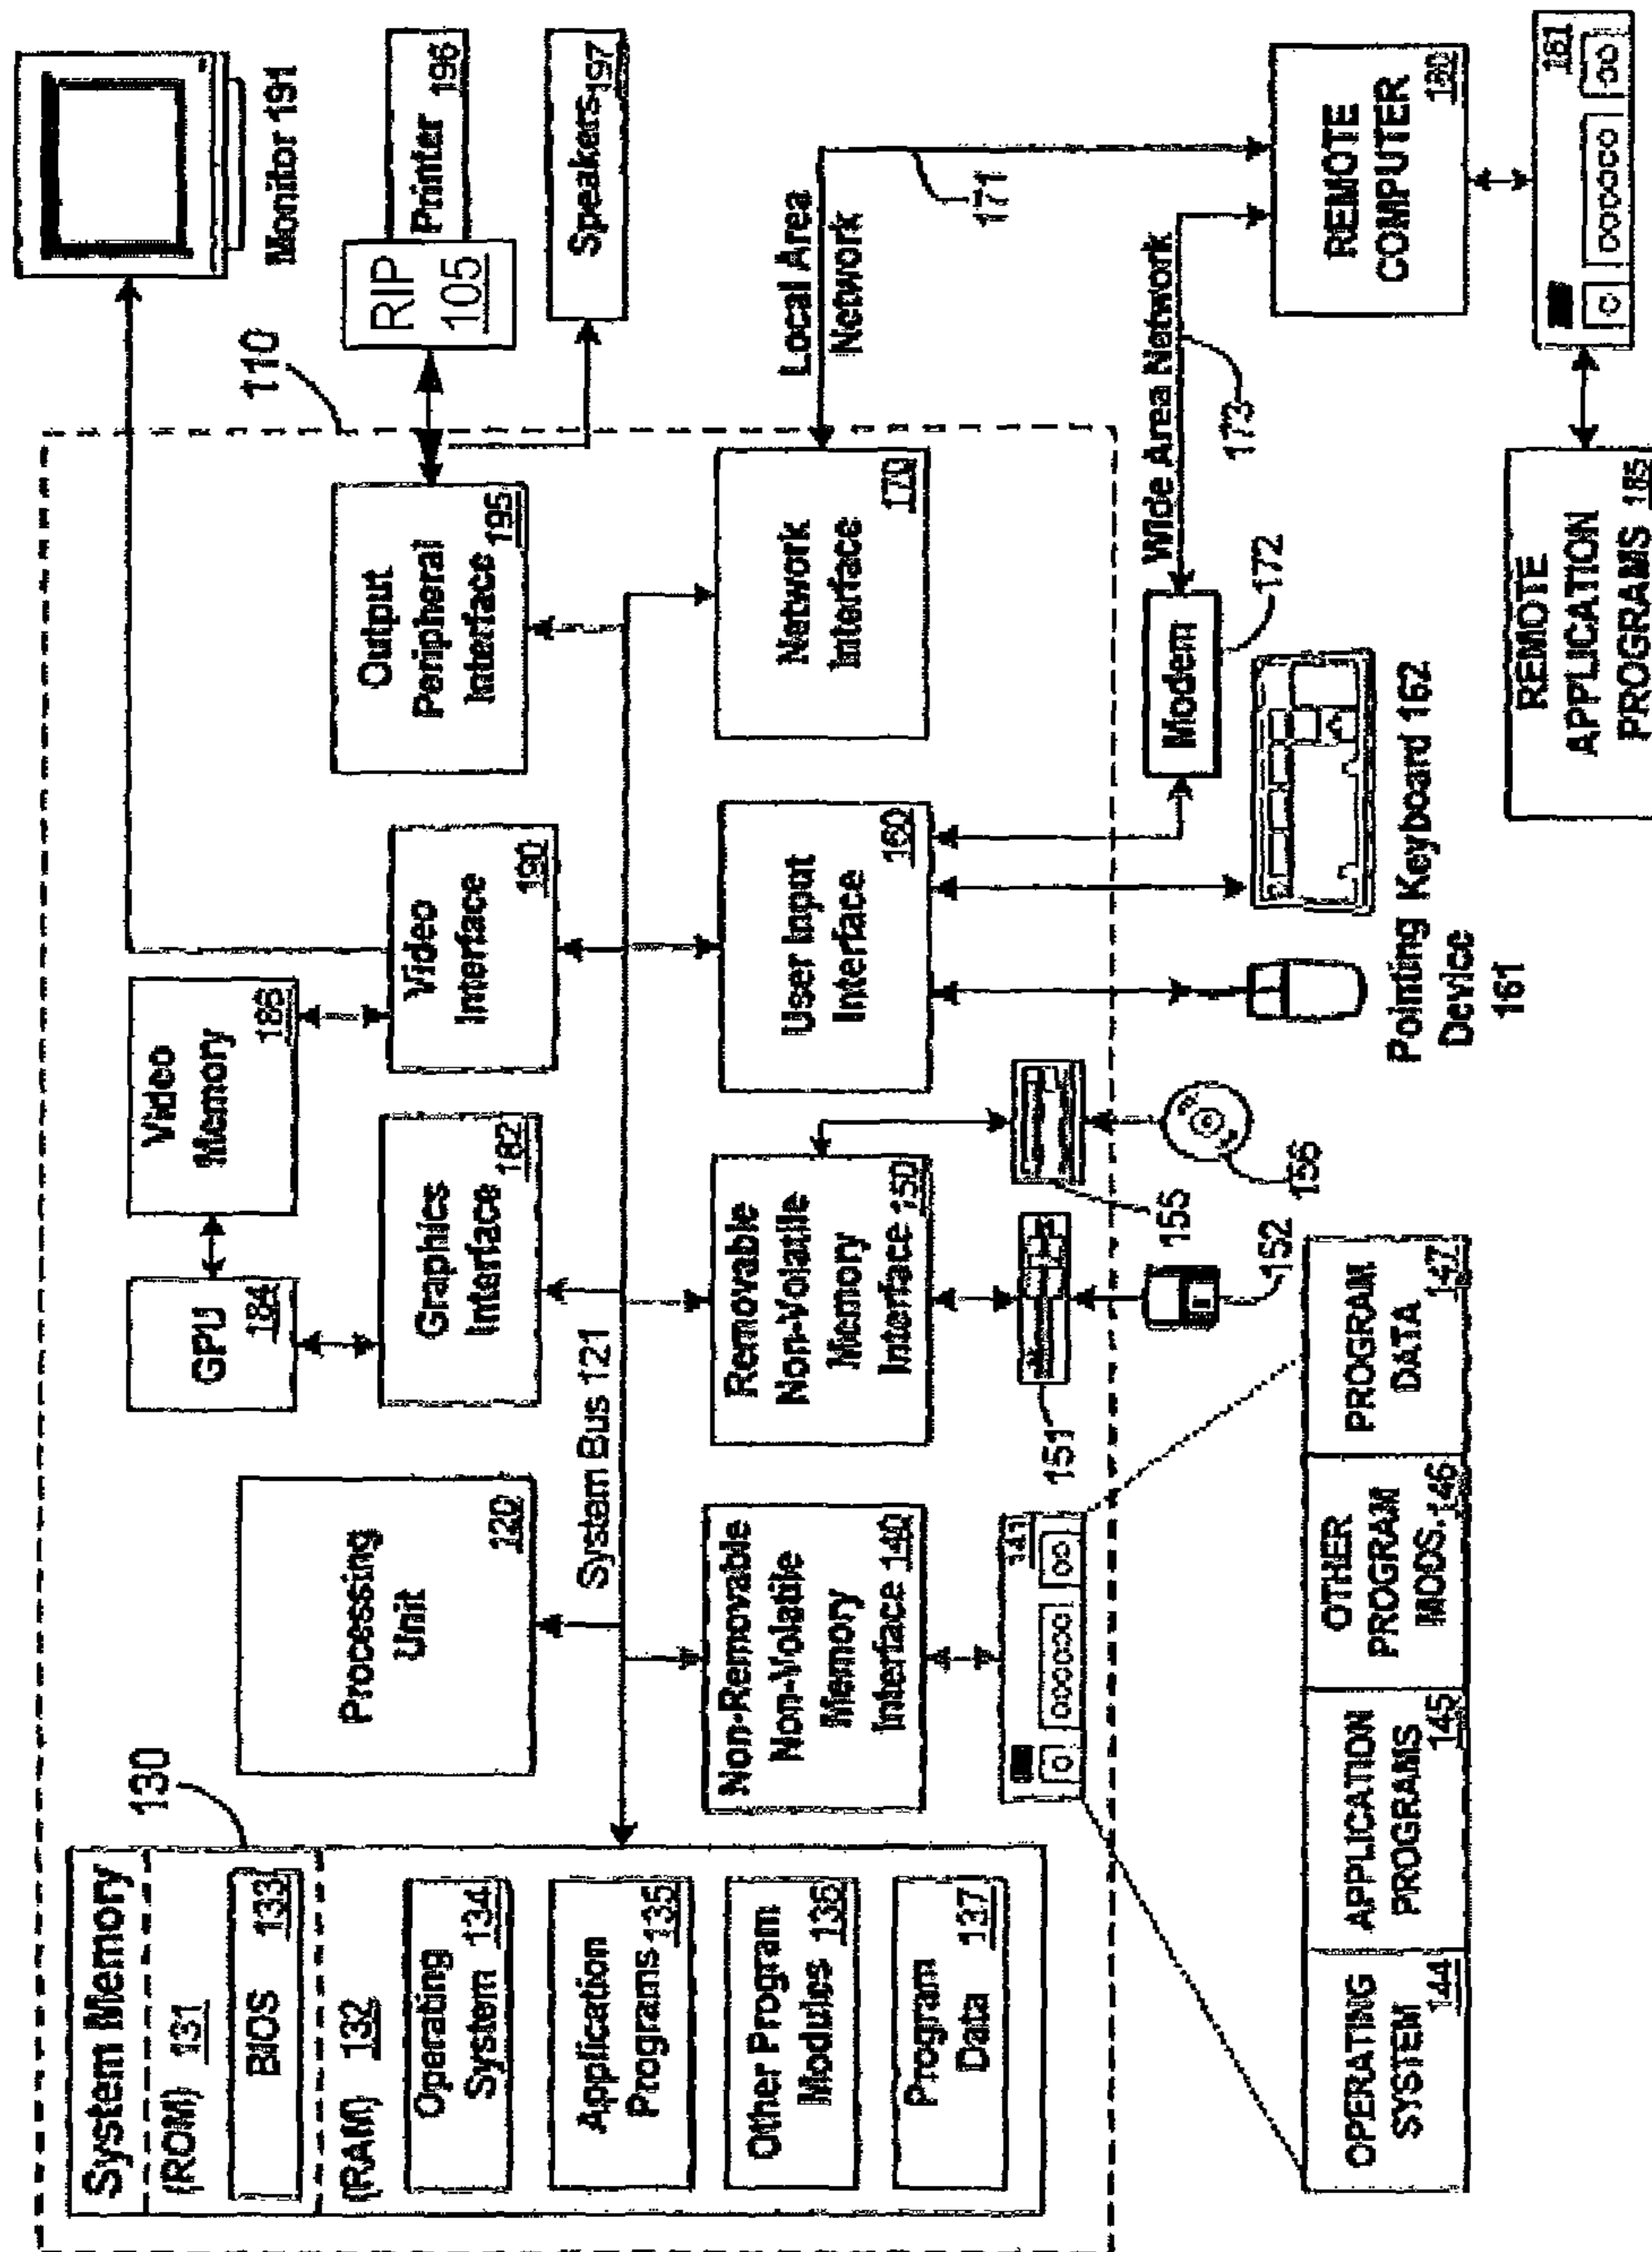 System Memory
(ROM) 131
BIOS 133
(RAM) 132
Operating
System 134
Application
Programs 135
Other Program
Modules 136
Program
Data 137
130
Processing
Unit
120
GPU
184
Video
Memory
186
Graphics
Interface
182
Video
Interface
190
Output
Peripheral
Interface 195
110
Monitor 191
RIP
105
Printer 196
Speakers 197
System Bus 121
Non-Removable
Non-Volatile
Memory
Interface 140
Removable
Non-Volatile
Memory
Interface 150
User Input
Interface
160
Network
Interface
170
Local Area
Network
171
141
151
155
152
156
Modem
172
Wide Area Network
173
REMOTE
COMPUTER
180
181
Pointing Keyboard 162
Device
161
OPERATING
SYSTEM
144
APPLICATION
PROGRAMS
145
OTHER
PROGRAM
MODS. 146
PROGRAM
DATA
147
REMOTE
APPLICATION
PROGRAMS 185